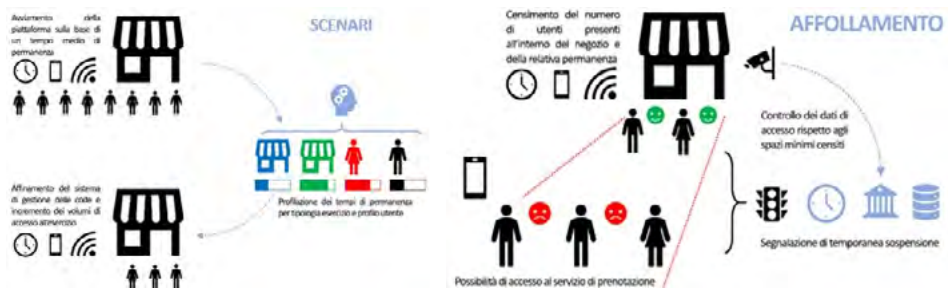 Avviamento della
piattaforma sulla base di
un tempo medio di
permanenza
SCENARI
Profilazione dei tempi di permanenza
per tipologia esercizio e profilo utente
Affinamento del sistema
di gestione delle code e
incremento dei volumi di
accesso all'esercizio
Censimento del numero
di utenti presenti
all'interno del negozio e
della relativa permanenza
AFFOLLAMENTO
Controllo dei dati di
accesso rispetto agli
spazi minimi censiti
Segnalazione di temporanea sospensione
Possibilità di accesso al servizio di prenotazione